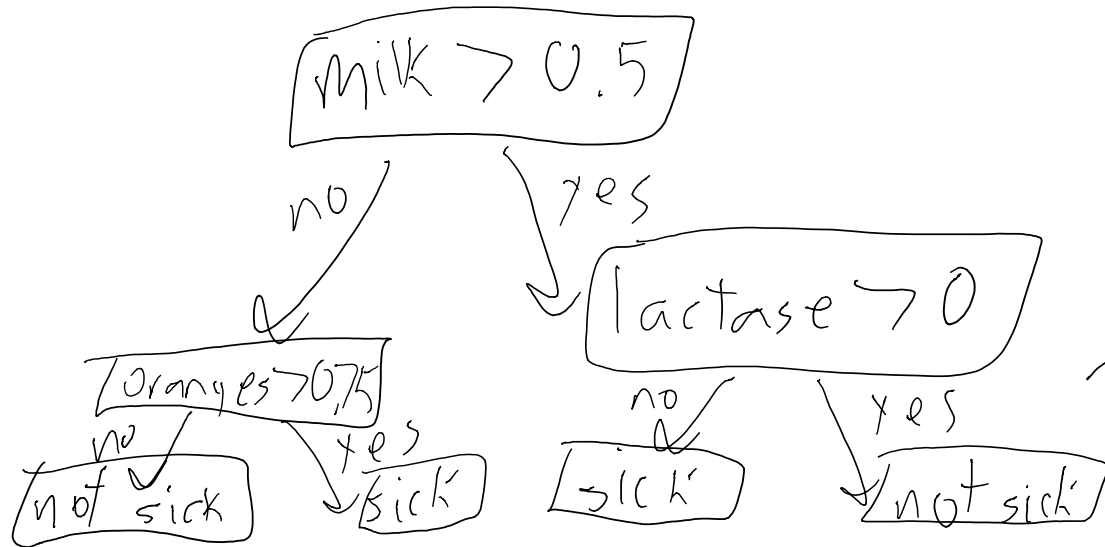 milk > 0.5
no
yes
lactase > 0
oranges > 0.75
no
yes
no
yes
not sick
sick
sick
not sick